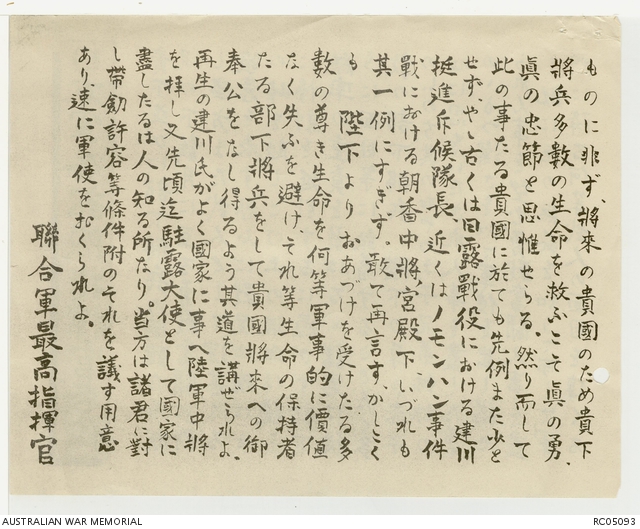 ものに非ず、將來の貴國のため貴下
將兵多數の生命を救ふこそ眞の勇、
眞の忠節と思惟せらる。然り而して
此の事たる貴國に於ても先例また少と
せず、やゝ古くは日露戰役における建川
挺進斥候隊長、近くはノモンハン事件
戰における朝香中將宮殿下、いづれも
其一例にすぎず。敢て再言す、かしこく
も 陛下よりおあづけを受けたる多
數の尊き生命を何等軍事的に價値
なく失ふを避け、それ等生命の保持者
たる部下將兵をして貴國將來への御
奉公をなし得るよう其道を講ぜられよ。
再生の建川氏がよく國家に事へ陸軍中將
を拝し又先頃迄駐露大使として國家に
盡したるは人の知る所たり。当方は諸君に對
し帶劍許容等條件附のそれを議す用意
あり、速に軍使をおくられよ。
聯合軍最高指揮官
AUSTRALIAN WAR MEMORIAL
RC05093